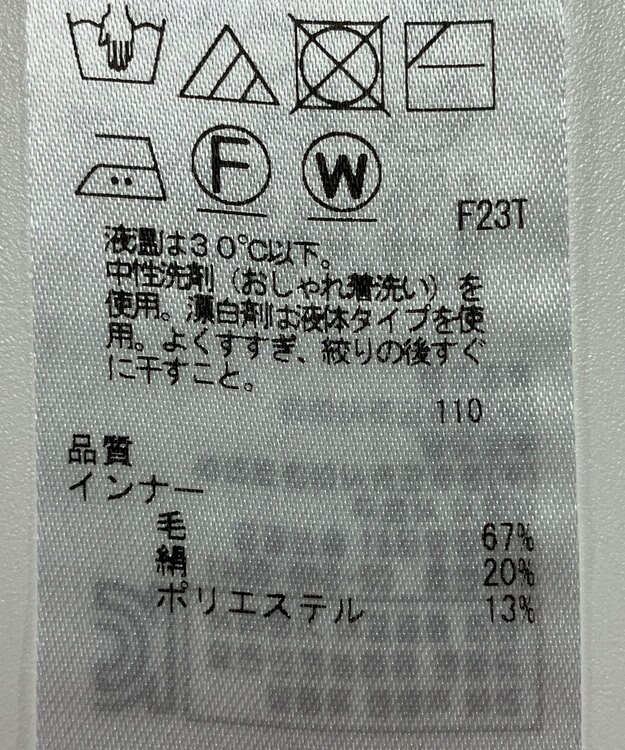 F W
F23T
液温は30℃以下。
中性洗剤（おしゃれ着洗い）を
使用。漂白剤は液体タイプを使
用。よくすすぎ、絞りの後すぐ
に干すこと。
110
品質
インナー
毛 67%
絹 20%
ポリエステル 13%